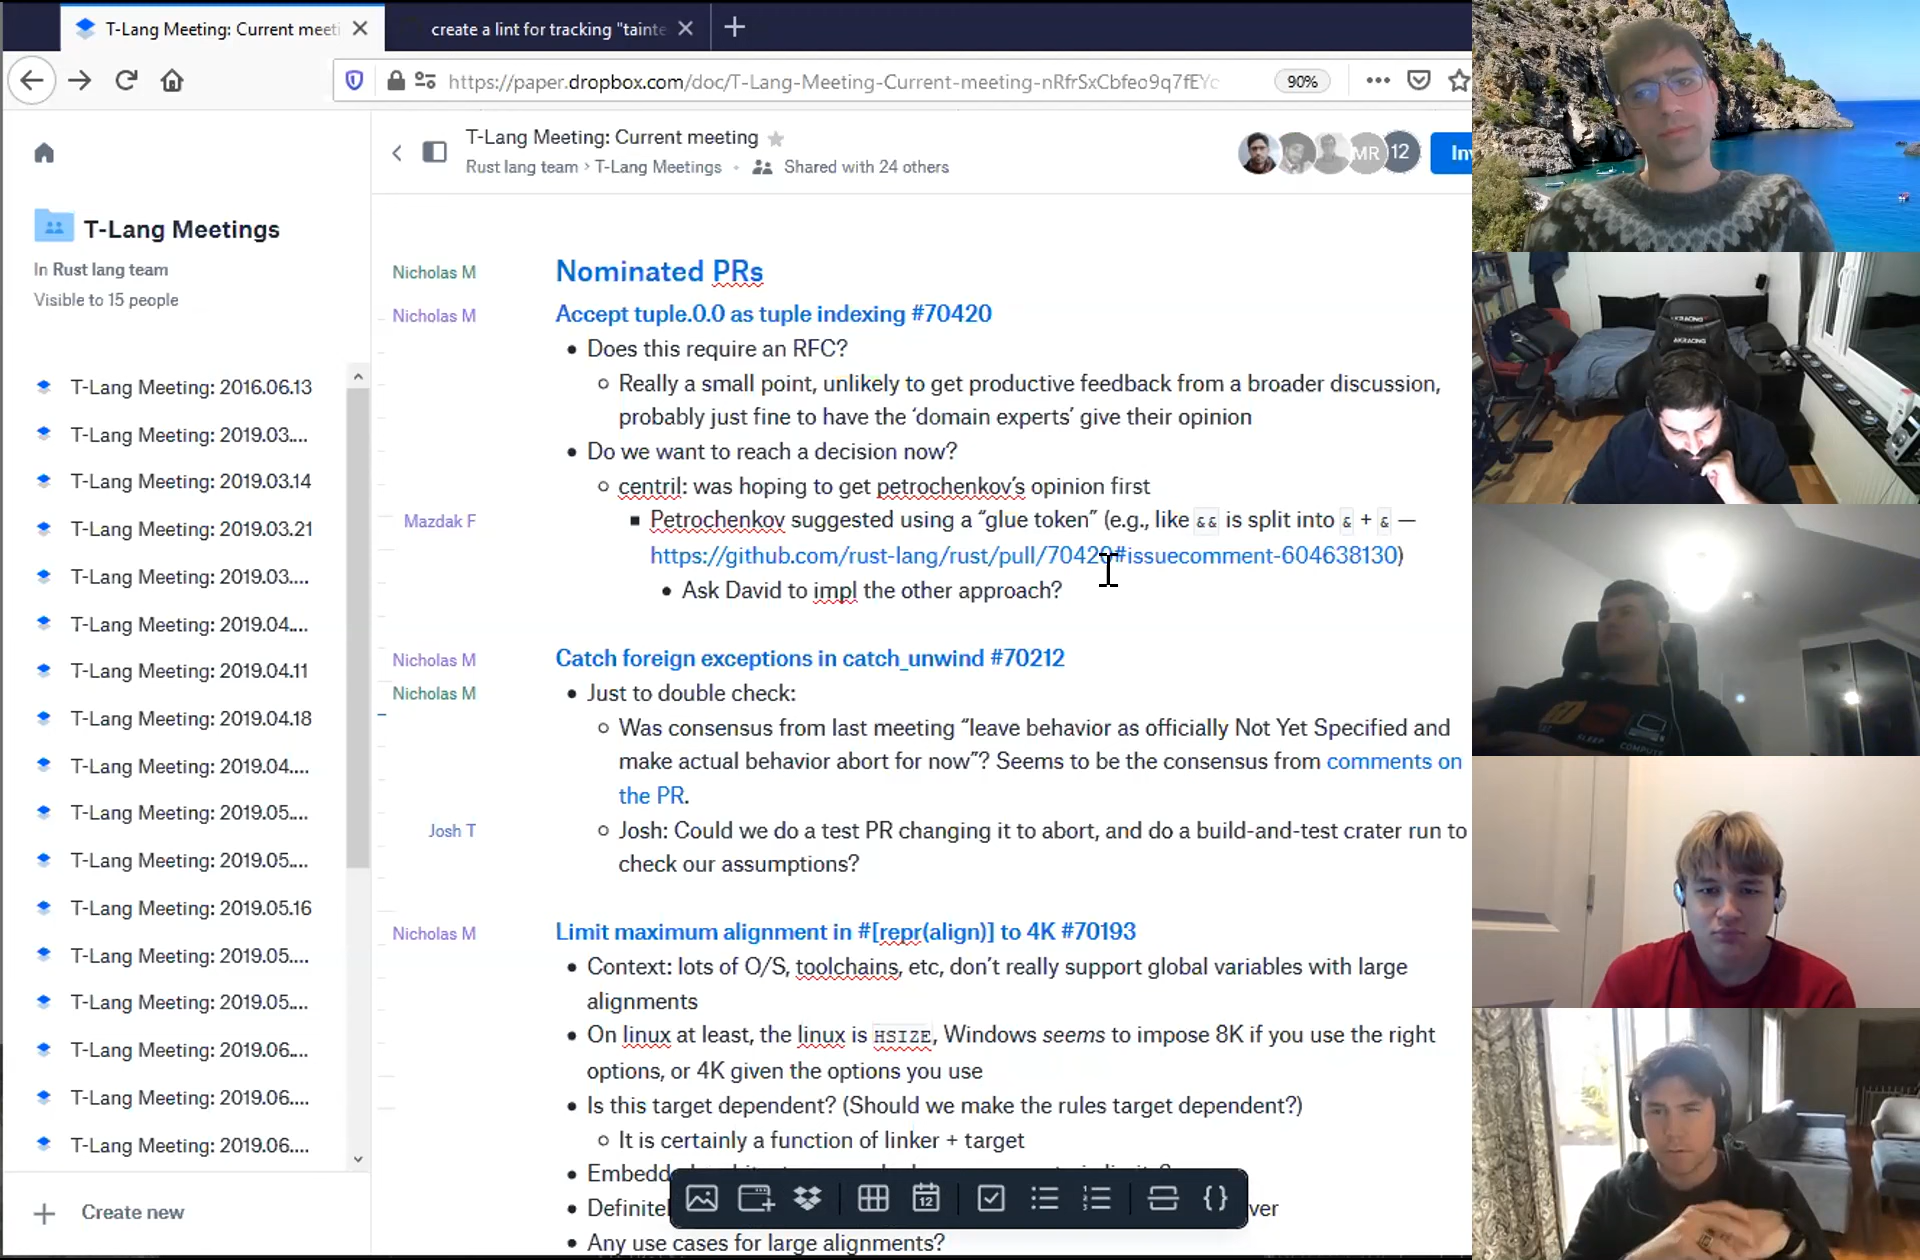 T-Lang Meeting: Current meeti
create a lint for tracking "tainte
https://paper.dropbox.com/doc/T-Lang-Meeting-Current-meeting-nRfrSxCbfeo9q7fEYc
90%
T-Lang Meeting: Current meeting
Rust lang team › T-Lang Meetings • Shared with 24 others
MR 12
Inv
T-Lang Meetings
In Rust lang team
Visible to 15 people
T-Lang Meeting: 2016.06.13
T-Lang Meeting: 2019.03....
T-Lang Meeting: 2019.03.14
T-Lang Meeting: 2019.03.21
T-Lang Meeting: 2019.04....
T-Lang Meeting: 2019.04....
T-Lang Meeting: 2019.04.11
T-Lang Meeting: 2019.04.18
T-Lang Meeting: 2019.04....
T-Lang Meeting: 2019.05....
T-Lang Meeting: 2019.05....
T-Lang Meeting: 2019.05.16
T-Lang Meeting: 2019.05....
T-Lang Meeting: 2019.05....
T-Lang Meeting: 2019.06....
T-Lang Meeting: 2019.06....
T-Lang Meeting: 2019.06....
Create new
Nicholas M
Nominated PRs
Nicholas M
Accept tuple.0.0 as tuple indexing #70420
• Does this require an RFC?
Really a small point, unlikely to get productive feedback from a broader discussion,
probably just fine to have the ‘domain experts’ give their opinion
• Do we want to reach a decision now?
centril: was hoping to get petrochenkov’s opinion first
Mazdak F
Petrochenkov suggested using a “glue token” (e.g., like && is split into & + & —
https://github.com/rust-lang/rust/pull/70420#issuecomment-604638130)
• Ask David to impl the other approach?
Nicholas M
Catch foreign exceptions in catch_unwind #70212
Nicholas M
• Just to double check:
Was consensus from last meeting “leave behavior as officially Not Yet Specified and
make actual behavior abort for now”? Seems to be the consensus from comments on
the PR.
Josh T
Josh: Could we do a test PR changing it to abort, and do a build-and-test crater run to
check our assumptions?
Nicholas M
Limit maximum alignment in #[repr(align)] to 4K #70193
• Context: lots of O/S, toolchains, etc, don’t really support global variables with large
alignments
• On linux at least, the linux is HSIZE, Windows seems to impose 8K if you use the right
options, or 4K given the options you use
• Is this target dependent? (Should we make the rules target dependent?)
It is certainly a function of linker + target
• Embedd
• Definitel ver
• Any use cases for large alignments?
12
AKRACING
AKRACING
EAT SLEEP COMPUTE